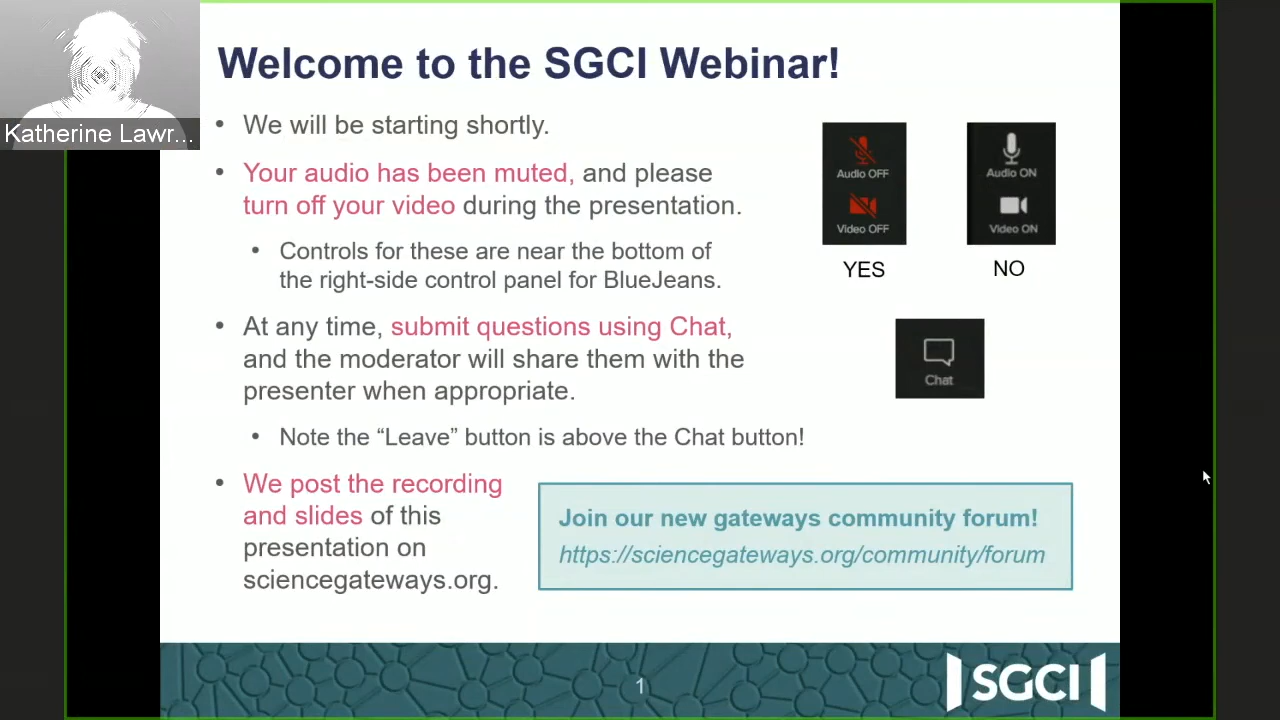 Welcome to the SGCI Webinar!
Katherine Lawr...
• We will be starting shortly.
• Your audio has been muted, and please
turn off your video during the presentation.
• Controls for these are near the bottom of
the right-side control panel for BlueJeans.
Audio OFF
Video OFF
YES
Audio ON
Video ON
NO
• At any time, submit questions using Chat,
and the moderator will share them with the
presenter when appropriate.
Chat
• Note the “Leave” button is above the Chat button!
• We post the recording
and slides of this
presentation on
sciencegateways.org.
Join our new gateways community forum!
https://sciencegateways.org/community/forum
1
SGCI